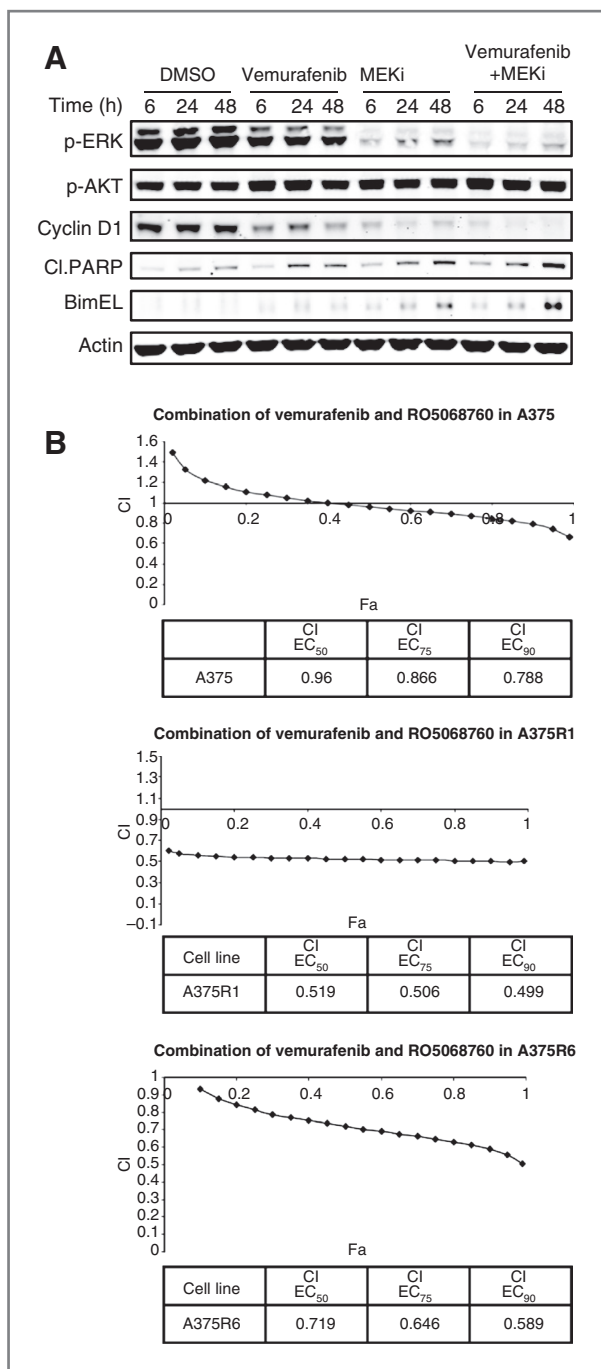 A
DMSO Vemurafenib MEKi Vemurafenib +MEKi
Time (h) 6 24 48 6 24 48 6 24 48 6 24 48
p-ERK
p-AKT
Cyclin D1
Cl.PARP
BimEL
Actin
B
Combination of vemurafenib and RO5068760 in A375
1.6
1.4
1.2
1
0.8
0.6
0.4
0.2
0
CI
0 0.2 0.4 0.6 0.8 1
Fa
CI EC50 CI EC75 CI EC90
A375 0.96 0.866 0.788
Combination of vemurafenib and RO5068760 in A375R1
1.5
1.3
1.1
0.9
0.7
0.5
0.3
0.1
–0.1
CI
0 0.2 0.4 0.6 0.8 1
Fa
Cell line CI EC50 CI EC75 CI EC90
A375R1 0.519 0.506 0.499
Combination of vemurafenib and RO5068760 in A375R6
1
0.9
0.8
0.7
0.6
0.5
0.4
0.3
0.2
0.1
0
CI
0 0.2 0.4 0.6 0.8 1
Fa
Cell line CI EC50 CI EC75 CI EC90
A375R6 0.719 0.646 0.589